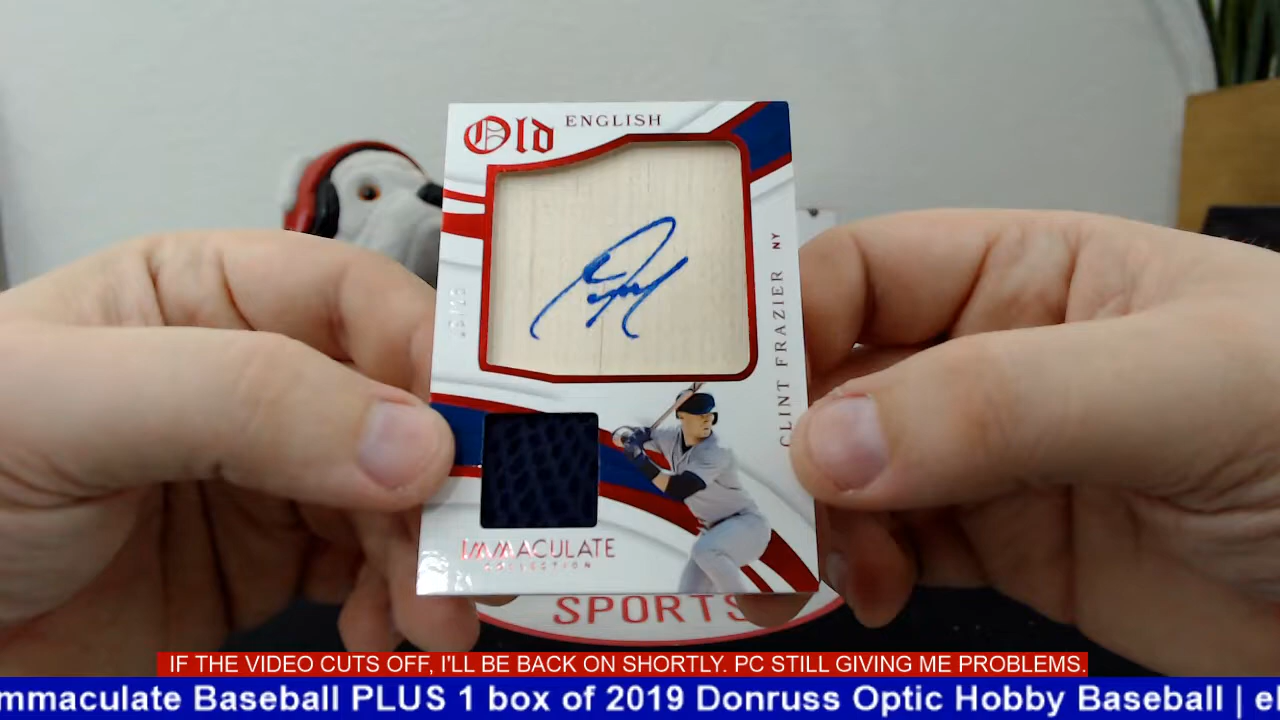 Old ENGLISH
CLINT FRAZIER NY
IMMACULATE
COLLECTION
SPORTS
IF THE VIDEO CUTS OFF, I'LL BE BACK ON SHORTLY. PC STILL GIVING ME PROBLEMS.
mmaculate Baseball PLUS 1 box of 2019 Donruss Optic Hobby Baseball | e